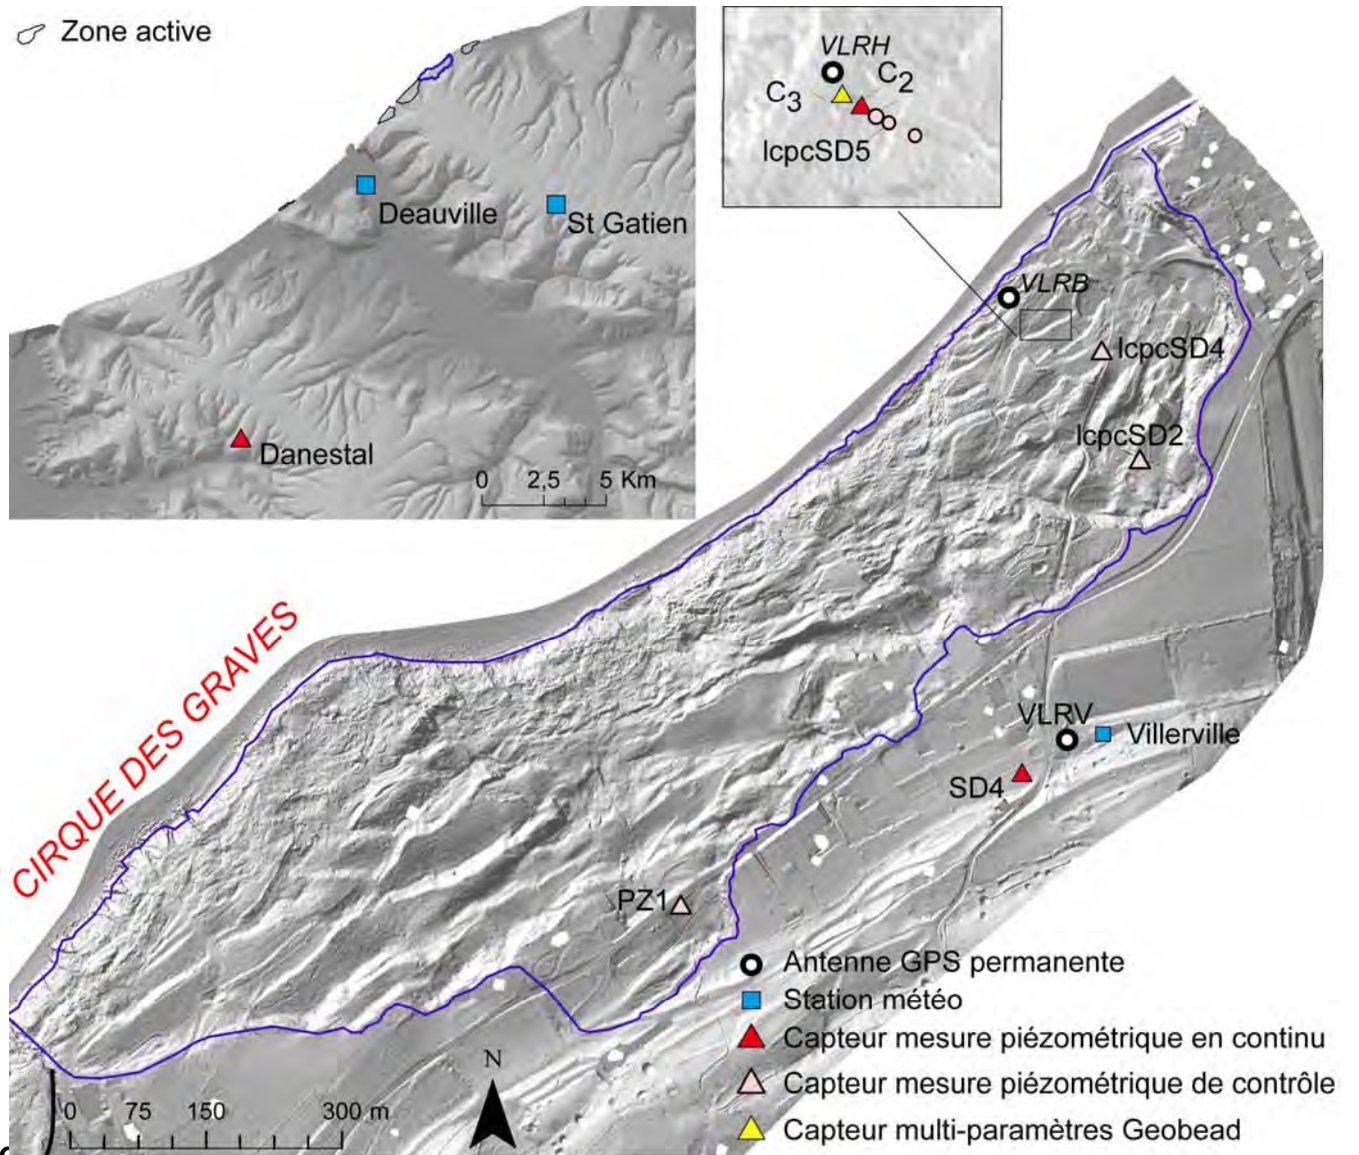 Zone active
Deauville
St Gatien
Danestal
0 2,5 5 Km
VLRH
C2
C3
lcpcSD5
VLRB
lcpcSD4
lcpcSD2
CIRQUE DES GRAVES
VLRV
Villerville
SD4
PZ1
Antenne GPS permanente
Station météo
Capteur mesure piézométrique en continu
Capteur mesure piézométrique de contrôle
Capteur multi-paramètres Geobead
N
0 75 150 300 m